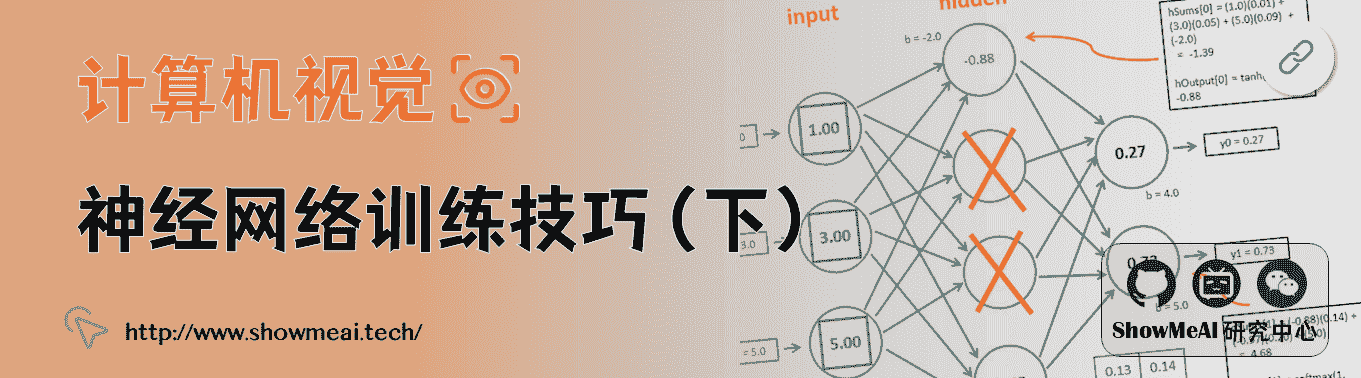 计算机视觉
神经网络训练技巧(下)
http://www.showmeai.tech/
input
hidden
b = -2.0
-0.88
hSums[0] = (1.0)(0.01) +
(3.0)(0.05) + (5.0)(0.09) +
(-2.0)
= -1.39
hOutput[0] = tanh
-0.88
1.00
0.27
y0 = 0.27
b = 4.0
3.0
3.00
y1 = 0.73
b = 5.0
= 5.0
5.00
ShowMeAI 研究中心
= 4.68
0.13
0.14